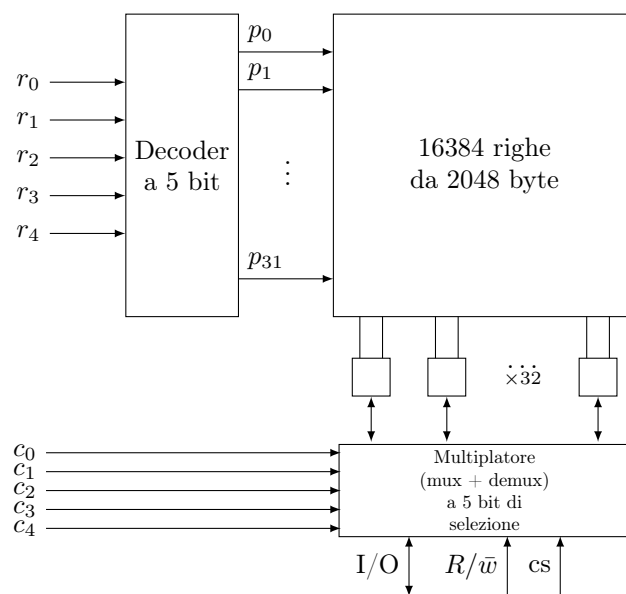 p₀
r₀
p₁
r₁
Decoder
a 5 bit
16384 righe
da 2048 byte
r₂
⋮
r₃
r₄
p₃₁
...
×32
c₀
c₁
c₂
c₃
c₄
Multiplatore
(mux + demux)
a 5 bit di
selezione
I/O
R/w̄
cs